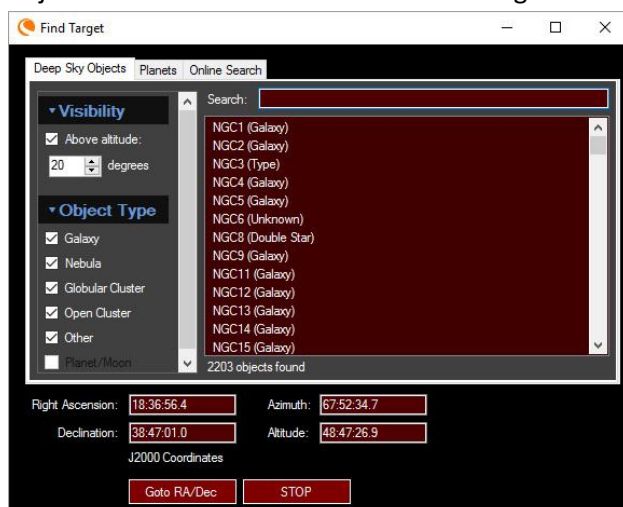 Find Target
Deep Sky Objects Planets Online Search
Visibility
Above altitude:
20 degrees
Object Type
Galaxy
Nebula
Globular Cluster
Open Cluster
Other
Planet/Moon
Search:
NGC1 (Galaxy)
NGC2 (Galaxy)
NGC3 (Type)
NGC4 (Galaxy)
NGC5 (Galaxy)
NGC6 (Unknown)
NGC8 (Double Star)
NGC9 (Galaxy)
NGC11 (Galaxy)
NGC12 (Galaxy)
NGC13 (Galaxy)
NGC14 (Galaxy)
NGC15 (Galaxy)
2203 objects found
Right Ascension: 18:36:56.4 Azimuth: 67:52:34.7
Declination: 38:47:01.0 Altitude: 48:47:26.9
J2000 Coordinates
Goto RA/Dec STOP